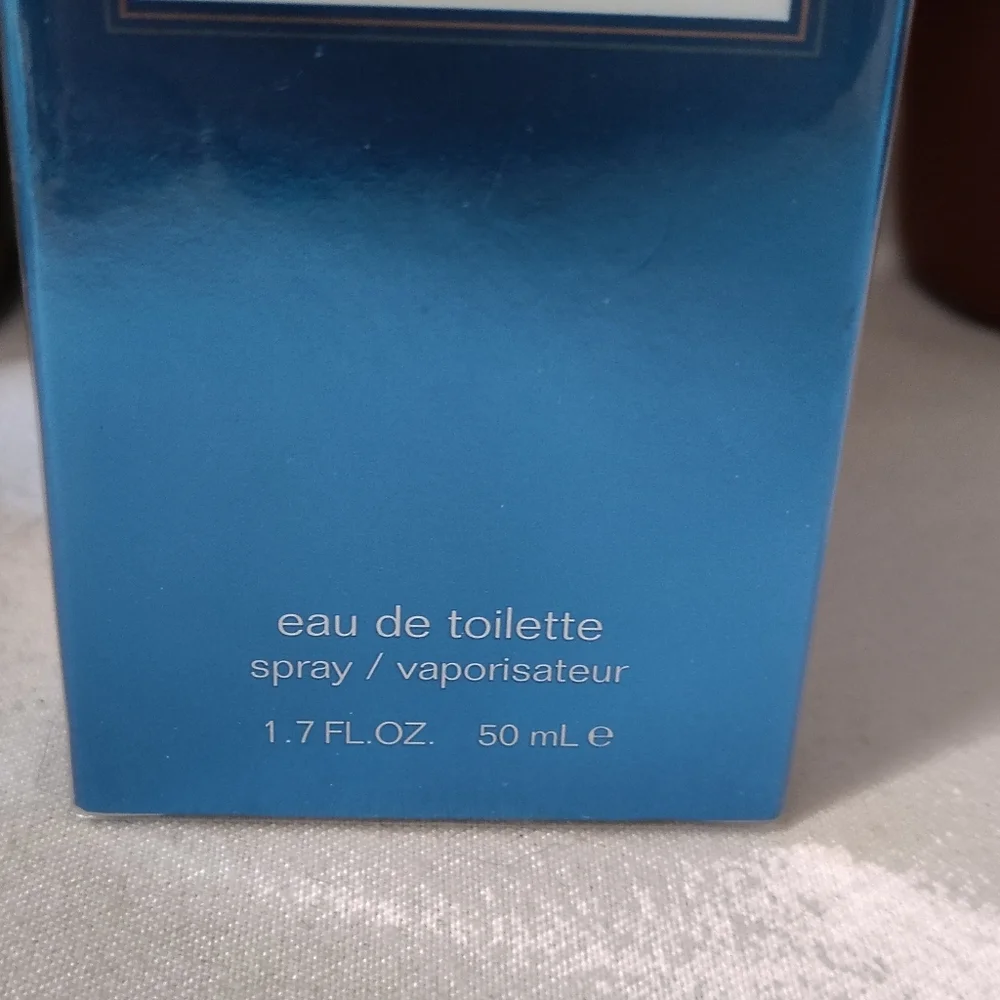 eau de toilette
spray / vaporisateur
1.7 FL.OZ. 50 mL ℮